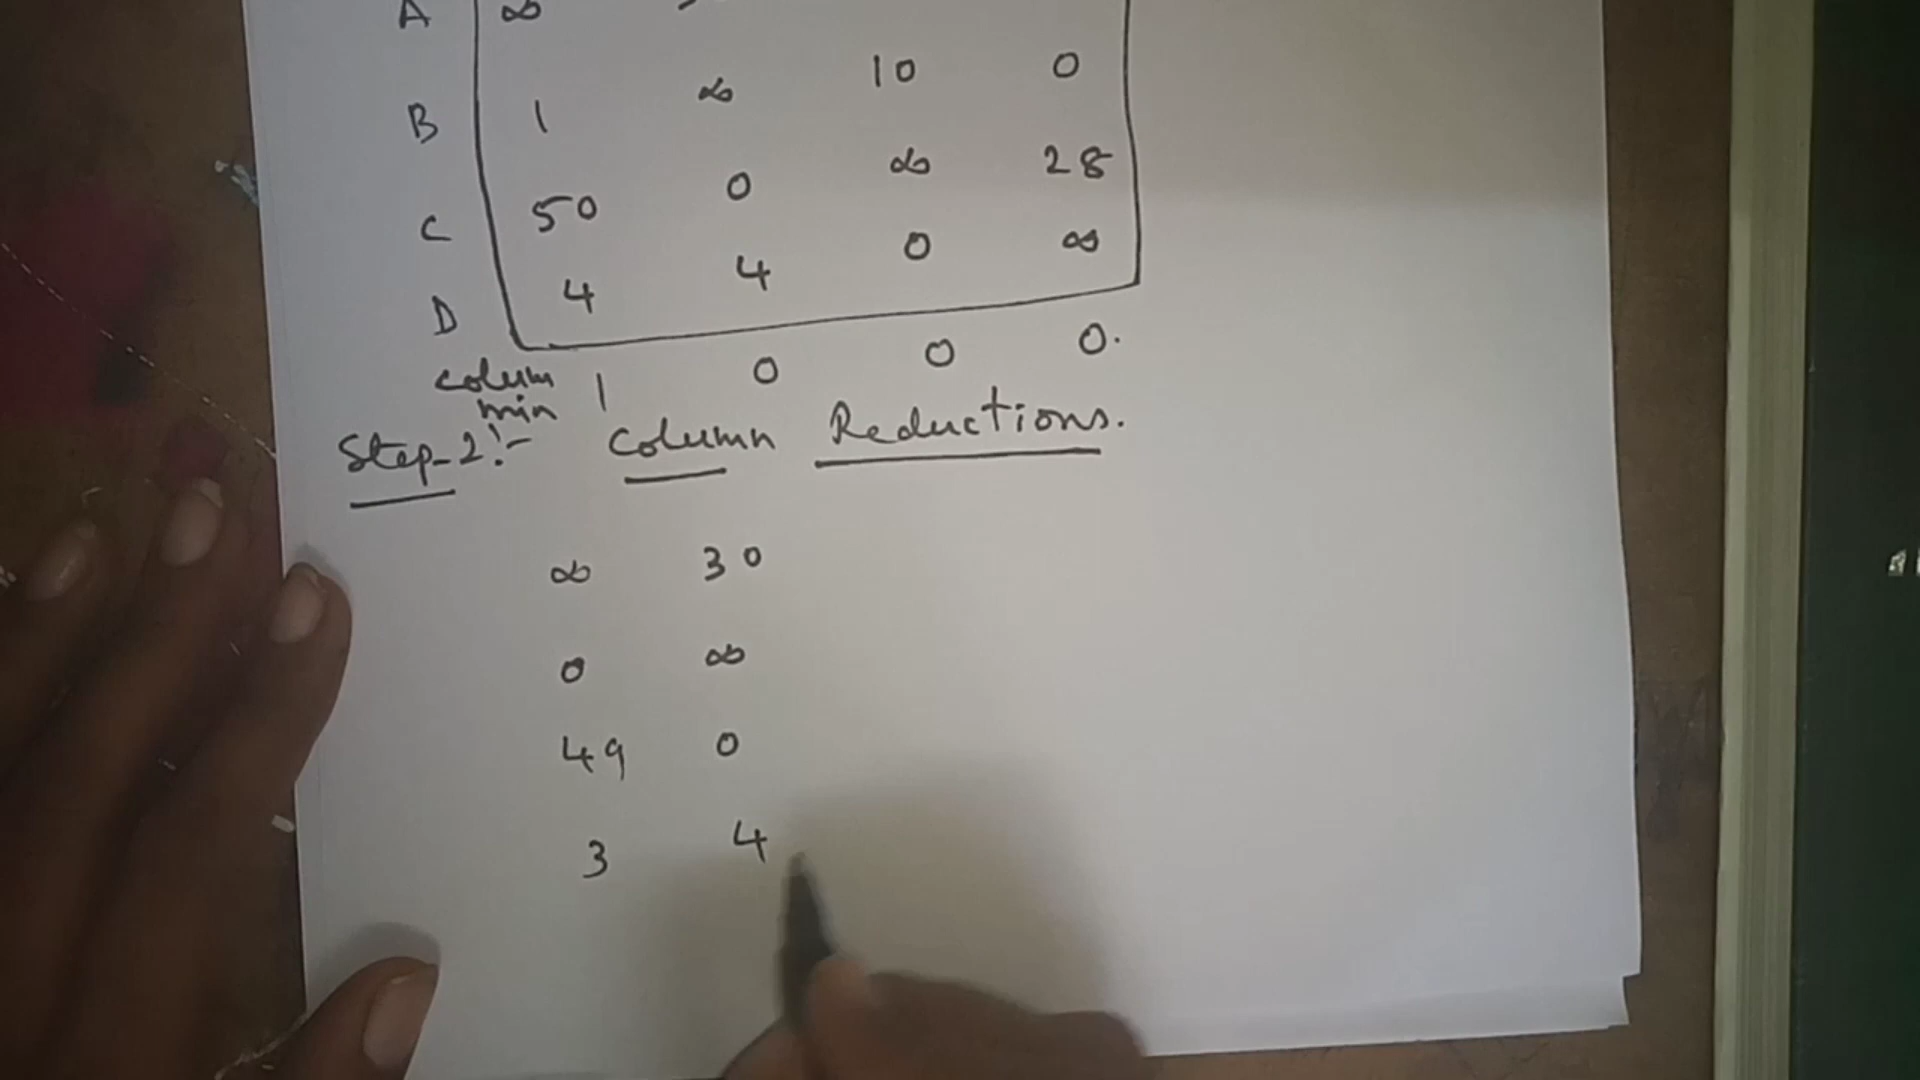 A ∞
B 1 ∞ 10 0
C 50 0 ∞ 28
D 4 4 0 ∞
colum min 1 0 0 0.
Step-2:- Column Reductions.
∞ 30
0 ∞
49 0
3 4